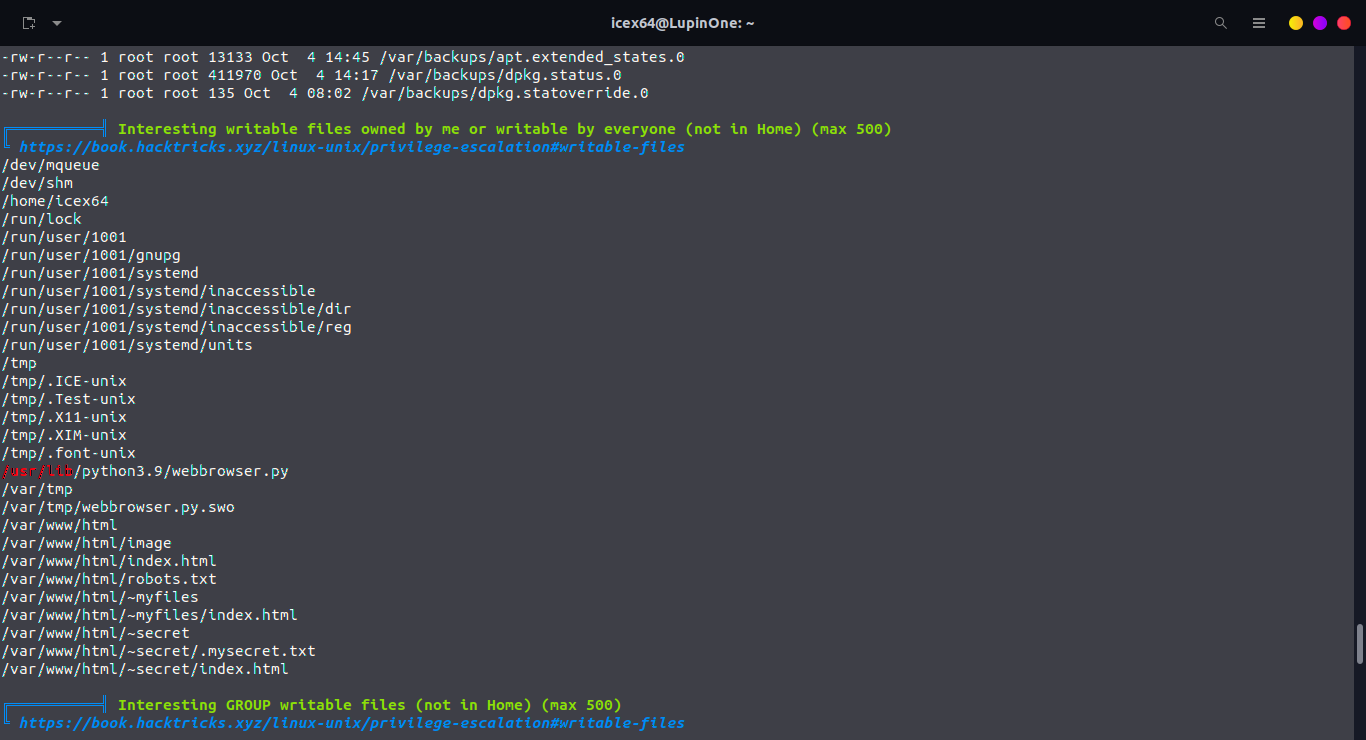 icex64@LupinOne: ~
-rw-r--r-- 1 root root 13133 Oct  4 14:45 /var/backups/apt.extended_states.0
-rw-r--r-- 1 root root 411970 Oct  4 14:17 /var/backups/dpkg.status.0
-rw-r--r-- 1 root root 135 Oct  4 08:02 /var/backups/dpkg.statoverride.0
╔══════════╣ Interesting writable files owned by me or writable by everyone (not in Home) (max 500)
╚ https://book.hacktricks.xyz/linux-unix/privilege-escalation#writable-files
/dev/mqueue
/dev/shm
/home/icex64
/run/lock
/run/user/1001
/run/user/1001/gnupg
/run/user/1001/systemd
/run/user/1001/systemd/inaccessible
/run/user/1001/systemd/inaccessible/dir
/run/user/1001/systemd/inaccessible/reg
/run/user/1001/systemd/units
/tmp
/tmp/.ICE-unix
/tmp/.Test-unix
/tmp/.X11-unix
/tmp/.XIM-unix
/tmp/.font-unix
/usr/lib/python3.9/webbrowser.py
/var/tmp
/var/tmp/webbrowser.py.swo
/var/www/html
/var/www/html/image
/var/www/html/index.html
/var/www/html/robots.txt
/var/www/html/~myfiles
/var/www/html/~myfiles/index.html
/var/www/html/~secret
/var/www/html/~secret/.mysecret.txt
/var/www/html/~secret/index.html
╔══════════╣ Interesting GROUP writable files (not in Home) (max 500)
╚ https://book.hacktricks.xyz/linux-unix/privilege-escalation#writable-files